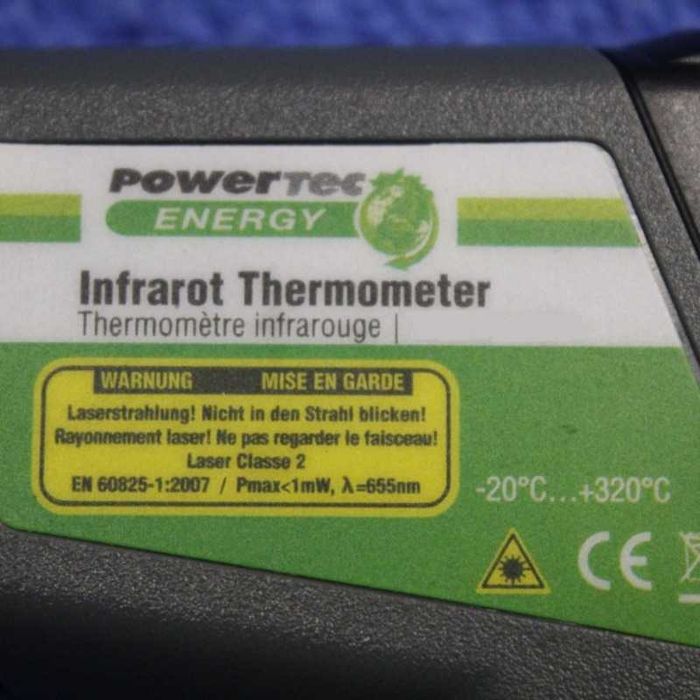 POWERTEC
ENERGY
Infrarot Thermometer
Thermomètre infrarouge |
WARNUNG MISE EN GARDE
Laserstrahlung! Nicht in den Strahl blicken!
Rayonnement laser! Ne pas regarder le faisceau!
Laser Classe 2
EN 60825-1:2007 / Pmax<1mW, λ=655nm
-20°C...+320°C
CE